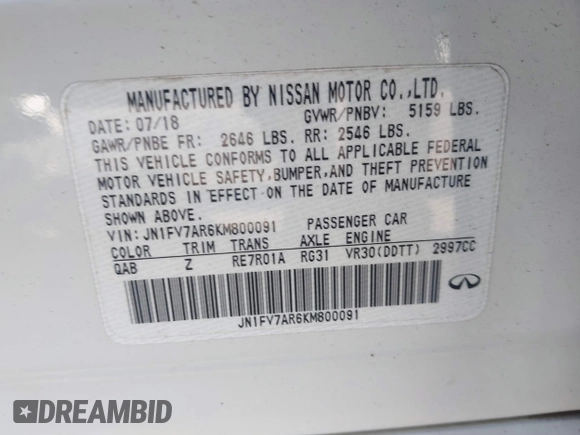 MANUFACTURED BY NISSAN MOTOR CO.,LTD.
DATE: 07/18 GVWR/PNBV: 5159 LBS.
GAWR/PNBE FR: 2646 LBS. RR: 2546 LBS.
THIS VEHICLE CONFORMS TO ALL APPLICABLE FEDERAL
MOTOR VEHICLE SAFETY,BUMPER,AND THEFT PREVENTION
STANDARDS IN EFFECT ON THE DATE OF MANUFACTURE
SHOWN ABOVE.
VIN: JN1FV7AR6KM800091 PASSENGER CAR
COLOR TRIM TRANS AXLE ENGINE
QAB Z RE7R01A RG31 VR30(DDTT) 2997CC
JN1FV7AR6KM800091
DREAMBID